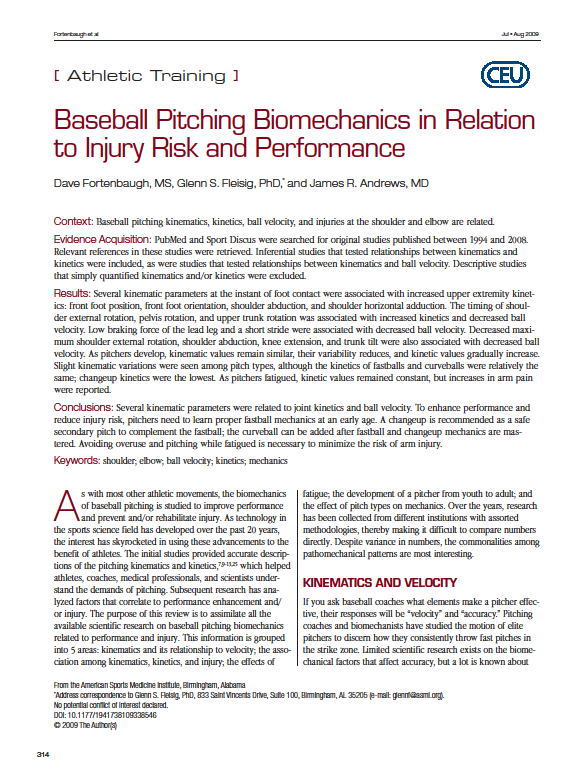 Fortenbaugh et al
Jul • Aug 2009
[ Athletic Training ]
CEU
Baseball Pitching Biomechanics in Relation
to Injury Risk and Performance
Dave Fortenbaugh, MS, Glenn S. Fleisig, PhD,* and James R. Andrews, MD
Context: Baseball pitching kinematics, kinetics, ball velocity, and injuries at the shoulder and elbow are related.
Evidence Acquisition: PubMed and Sport Discus were searched for original studies published between 1994 and 2008.
Relevant references in these studies were retrieved. Inferential studies that tested relationships between kinematics and
kinetics were included, as were studies that tested relationships between kinematics and ball velocity. Descriptive studies
that simply quantified kinematics and/or kinetics were excluded.
Results: Several kinematic parameters at the instant of foot contact were associated with increased upper extremity kinet-
ics: front foot position, front foot orientation, shoulder abduction, and shoulder horizontal adduction. The timing of shoul-
der external rotation, pelvis rotation, and upper trunk rotation was associated with increased kinetics and decreased ball
velocity. Low braking force of the lead leg and a short stride were associated with decreased ball velocity. Decreased maxi-
mum shoulder external rotation, shoulder abduction, knee extension, and trunk tilt were also associated with decreased ball
velocity. As pitchers develop, kinematic values remain similar, their variability reduces, and kinetic values gradually increase.
Slight kinematic variations were seen among pitch types, although the kinetics of fastballs and curveballs were relatively the
same; changeup kinetics were the lowest. As pitchers fatigued, kinetic values remained constant, but increases in arm pain
were reported.
Conclusions: Several kinematic parameters were related to joint kinetics and ball velocity. To enhance performance and
reduce injury risk, pitchers need to learn proper fastball mechanics at an early age. A changeup is recommended as a safe
secondary pitch to complement the fastball; the curveball can be added after fastball and changeup mechanics are mas-
tered. Avoiding overuse and pitching while fatigued is necessary to minimize the risk of arm injury.
Keywords: shoulder; elbow; ball velocity; kinetics; mechanics
As with most other athletic movements, the biomechanics
of baseball pitching is studied to improve performance
and prevent and/or rehabilitate injury. As technology in
the sports science field has developed over the past 20 years,
the interest has skyrocketed in using these advancements to the
benefit of athletes. The initial studies provided accurate descrip-
tions of the pitching kinematics and kinetics,7,9-13,25 which helped
athletes, coaches, medical professionals, and scientists under-
stand the demands of pitching. Subsequent research has ana-
lyzed factors that correlate to performance enhancement and/
or injury. The purpose of this review is to assimilate all the
available scientific research on baseball pitching biomechanics
related to performance and injury. This information is grouped
into 5 areas: kinematics and its relationship to velocity; the asso-
ciation among kinematics, kinetics, and injury; the effects of
fatigue; the development of a pitcher from youth to adult; and
the effect of pitch types on mechanics. Over the years, research
has been collected from different institutions with assorted
methodologies, thereby making it difficult to compare numbers
directly. Despite variance in numbers, the commonalities among
pathomechanical patterns are most interesting.
KINEMATICS AND VELOCITY
If you ask baseball coaches what elements make a pitcher effec-
tive, their responses will be “velocity” and “accuracy.” Pitching
coaches and biomechanists have studied the motion of elite
pitchers to discern how they consistently throw fast pitches in
the strike zone. Limited scientific research exists on the biome-
chanical factors that affect accuracy, but a lot is known about
From the American Sports Medicine Institute, Birmingham, Alabama
*Address correspondence to Glenn S. Fleisig, PhD, 833 Saint Vincents Drive, Suite 100, Birmingham, AL 35205 (e-mail: glennf@asmi.org).
No potential conflict of interest declared.
DOI: 10.1177/1941738109338546
© 2009 The Author(s)
314